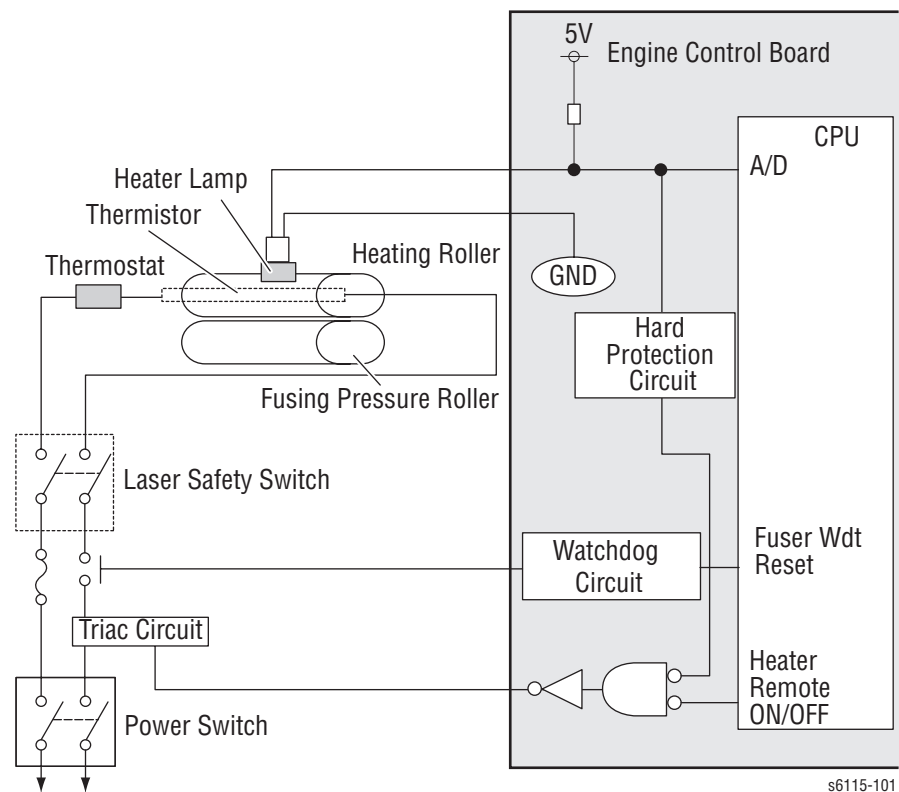 5V
Engine Control Board
CPU
A/D
Heater Lamp
Thermistor
Thermostat
Heating Roller
GND
Hard
Protection
Circuit
Fusing Pressure Roller
Laser Safety Switch
Watchdog
Circuit
Fuser Wdt
Reset
Triac Circuit
Heater
Remote
ON/OFF
Power Switch
s6115-101